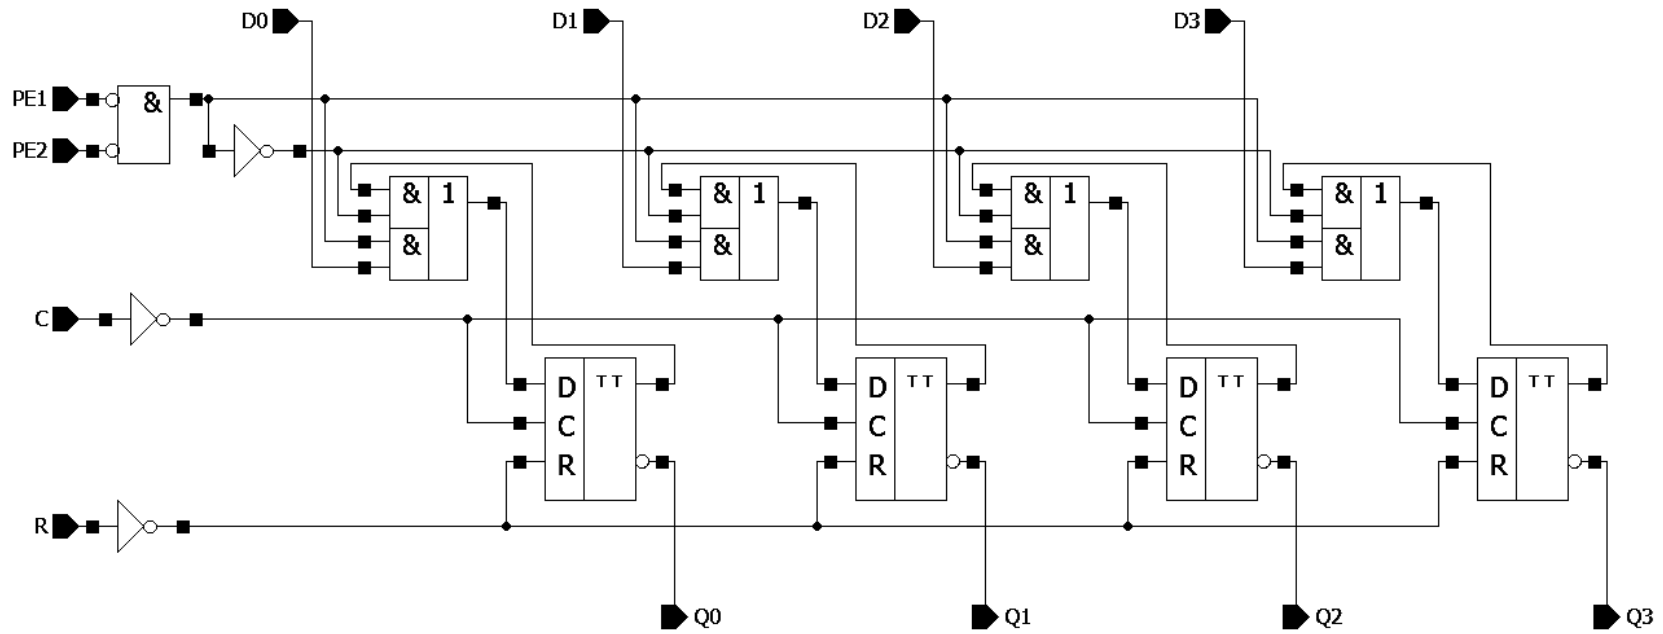 D0 D1 D2 D3
PE1 &
PE2
& 1 & 1 & 1 & 1
& & & &
C
D TT D TT D TT D TT
C C C C
R R R R
R
Q0 Q1 Q2 Q3